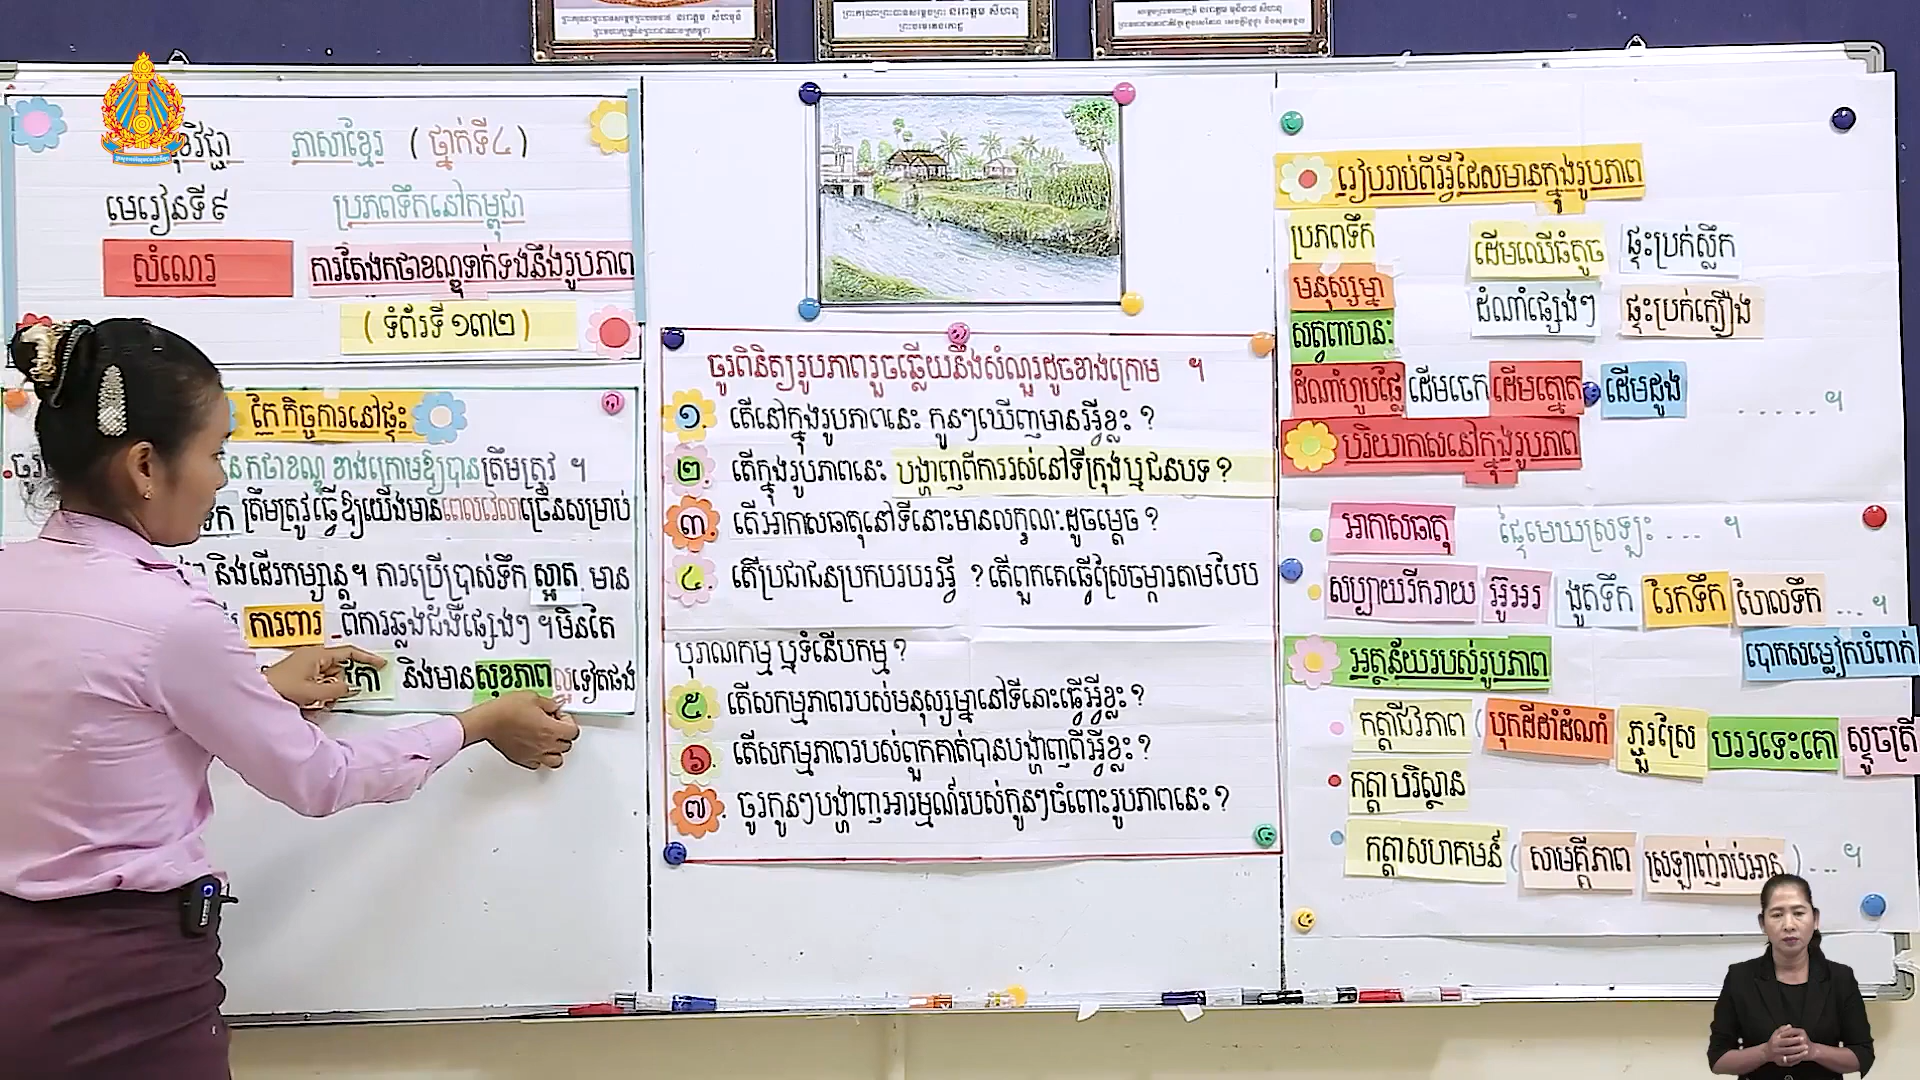 ភាសាខ្មែរ (ថ្នាក់ទី៤)
មេរៀនទី៩ ប្រភពទឹកនៅកម្ពុជា
សំណេរ ការតែងកថាខណ្ឌទាក់ទងនឹងរូបភាព
(ទំព័រទី ១៣២)
កែកិច្ចការនៅផ្ទះ
កថាខណ្ឌ ខាងក្រោមឱ្យបានត្រឹមត្រូវ ។
ត្រឹមត្រូវធ្វើឱ្យយើងមានពេលវេលាច្រើនសម្រាប់
និងដើរកម្សាន្ត។ ការប្រើប្រាស់ទឹក ស្អាត មាន
ការពារ ពីការឆ្លងជំងឺផ្សេងៗ ។មិនតែ
និងមានសុខភាពល្អទៀតផង
ចូរពិនិត្យរូបភាពរួចឆ្លើយនឹងសំណួរដូចខាងក្រោម ។
១. តើនៅក្នុងរូបភាពនេះ កូនៗឃើញមានអ្វីខ្លះ ?
២. តើក្នុងរូបភាពនេះ បង្ហាញពីការរស់នៅទីក្រុងឬជនបទ ?
៣. តើអាកាសធាតុនៅទីនោះមានលក្ខណៈដូចម្តេច ?
៤. តើប្រជាជនប្រកបរបរអ្វី ? តើពួកគេធ្វើស្រែចម្ការតាមបែប
បុរាណកម្ម ឬទំនើបកម្ម ?
៥. តើសកម្មភាពរបស់មនុស្សម្នានៅទីនោះធ្វើអ្វីខ្លះ ?
៦. តើសកម្មភាពរបស់ពួកគាត់បានបង្ហាញពីអ្វីខ្លះ ?
៧. ចូរកូនៗបង្ហាញអារម្មណ៍របស់កូនៗចំពោះរូបភាពនេះ ?
រៀបរាប់ពីអ្វីដែលមានក្នុងរូបភាព
ប្រភពទឹក ដើមឈើធំតូច ផ្ទះប្រក់ស្លឹក
មនុស្សម្នា ដំណាំផ្សេងៗ ផ្ទះប្រក់ក្បឿង
សត្វពាហនៈ
ដំណាំហូបផ្លែ ដើមចេក ដើមត្នោត ដើមដូង ..... ។
បរិយាកាសនៅក្នុងរូបភាព
អាកាសធាតុ ផ្ទៃមេឃស្រឡះ .... ។
សប្បាយរីករាយ អ៊ូអរ ងូតទឹក រែកទឹក ហែលទឹក ... ។
បោកសម្លៀកបំពាក់
អត្ថន័យរបស់រូបភាព
កត្តាជីវភាព (បុកដីដាំដំណាំ ភ្ជួរស្រែ បររទេះគោ ស្ទូចត្រី
កត្តា បរិស្ថាន
កត្តាសហគមន៍ (សាមគ្គីភាព ស្រឡាញ់រាប់អាន) ... ។